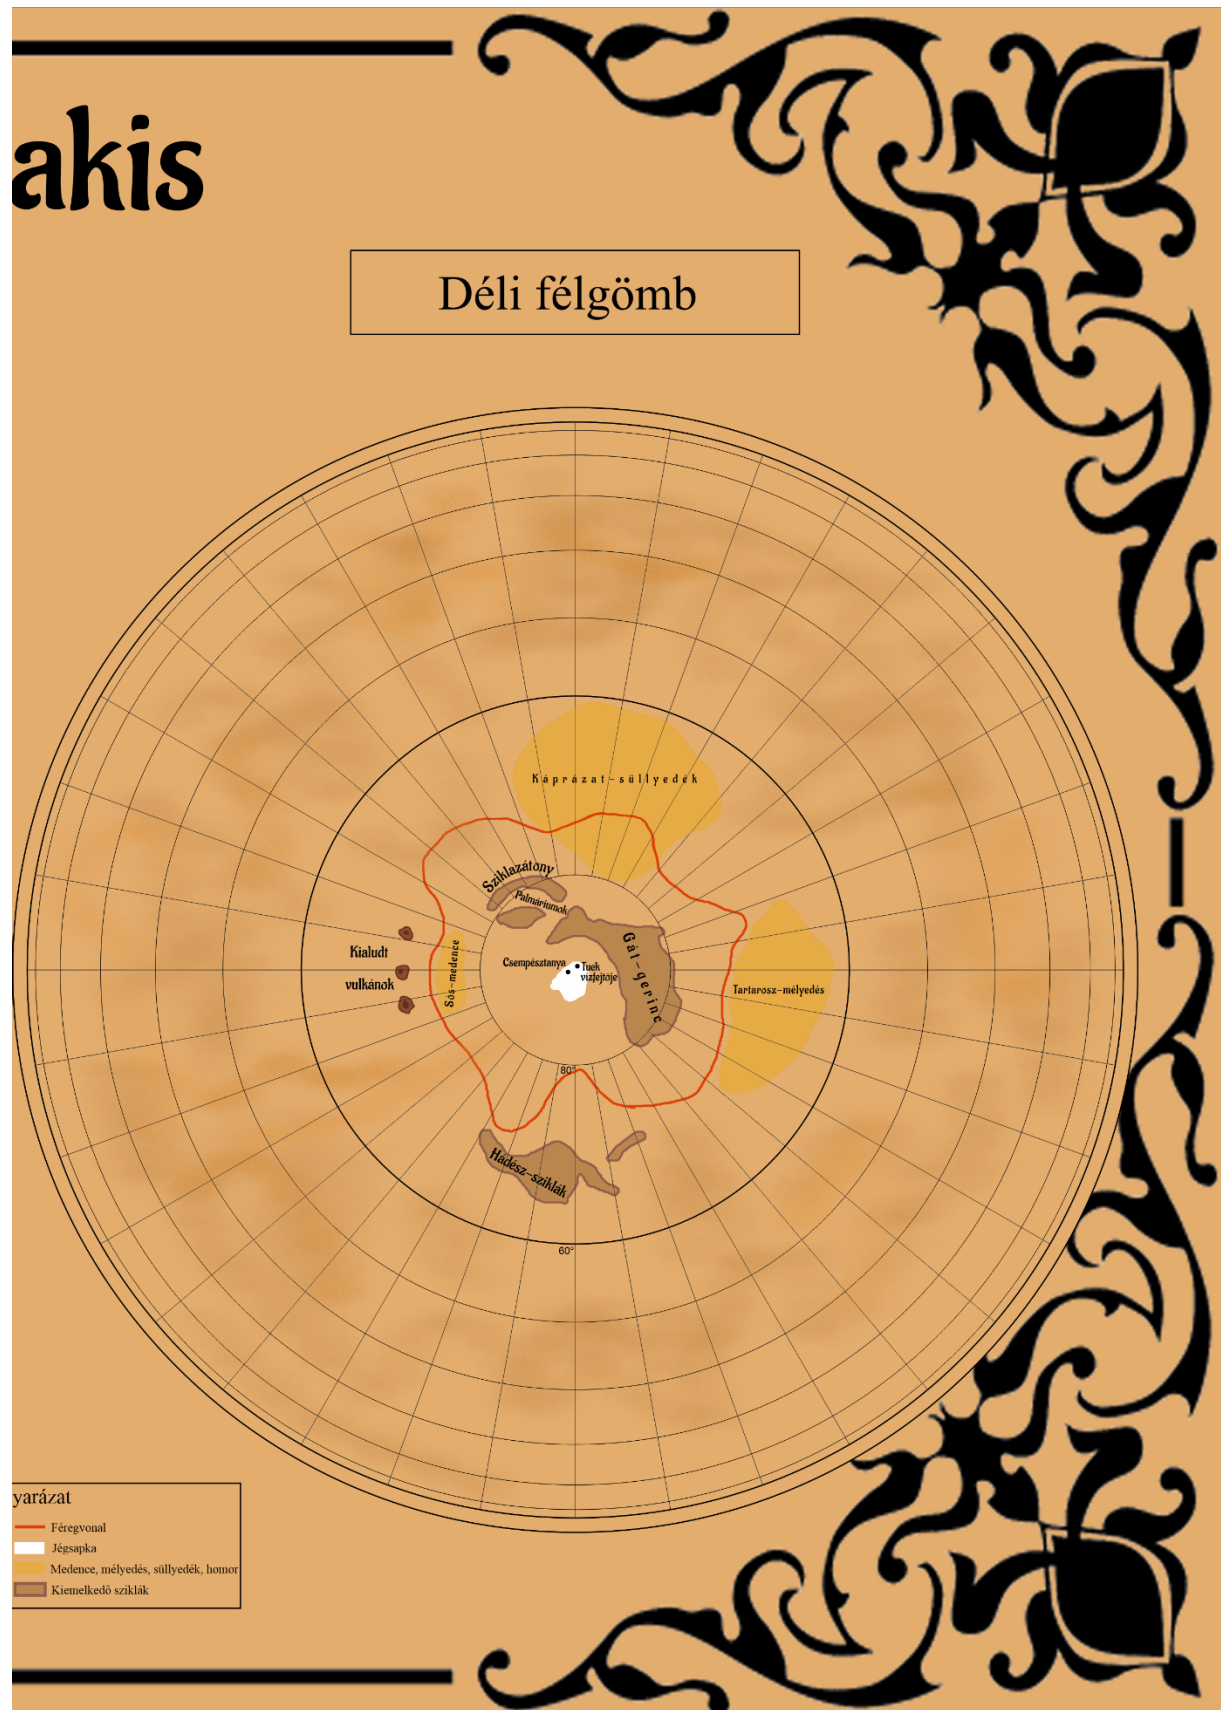 akis
Déli félgömb
Káprázat-süllyedék
Sziklazátony
Palmáriumok
Gát-gerinc
Kialudt
vulkánok
Sós-medence
Csempésztanya
Tuek
vízfejtője
Tartarosz-mélyedés
80°
Hádész-sziklák
60°
yarázat
Féregvonal
Jégsapka
Medence, mélyedés, süllyedék, homor
Kiemelkedő sziklák